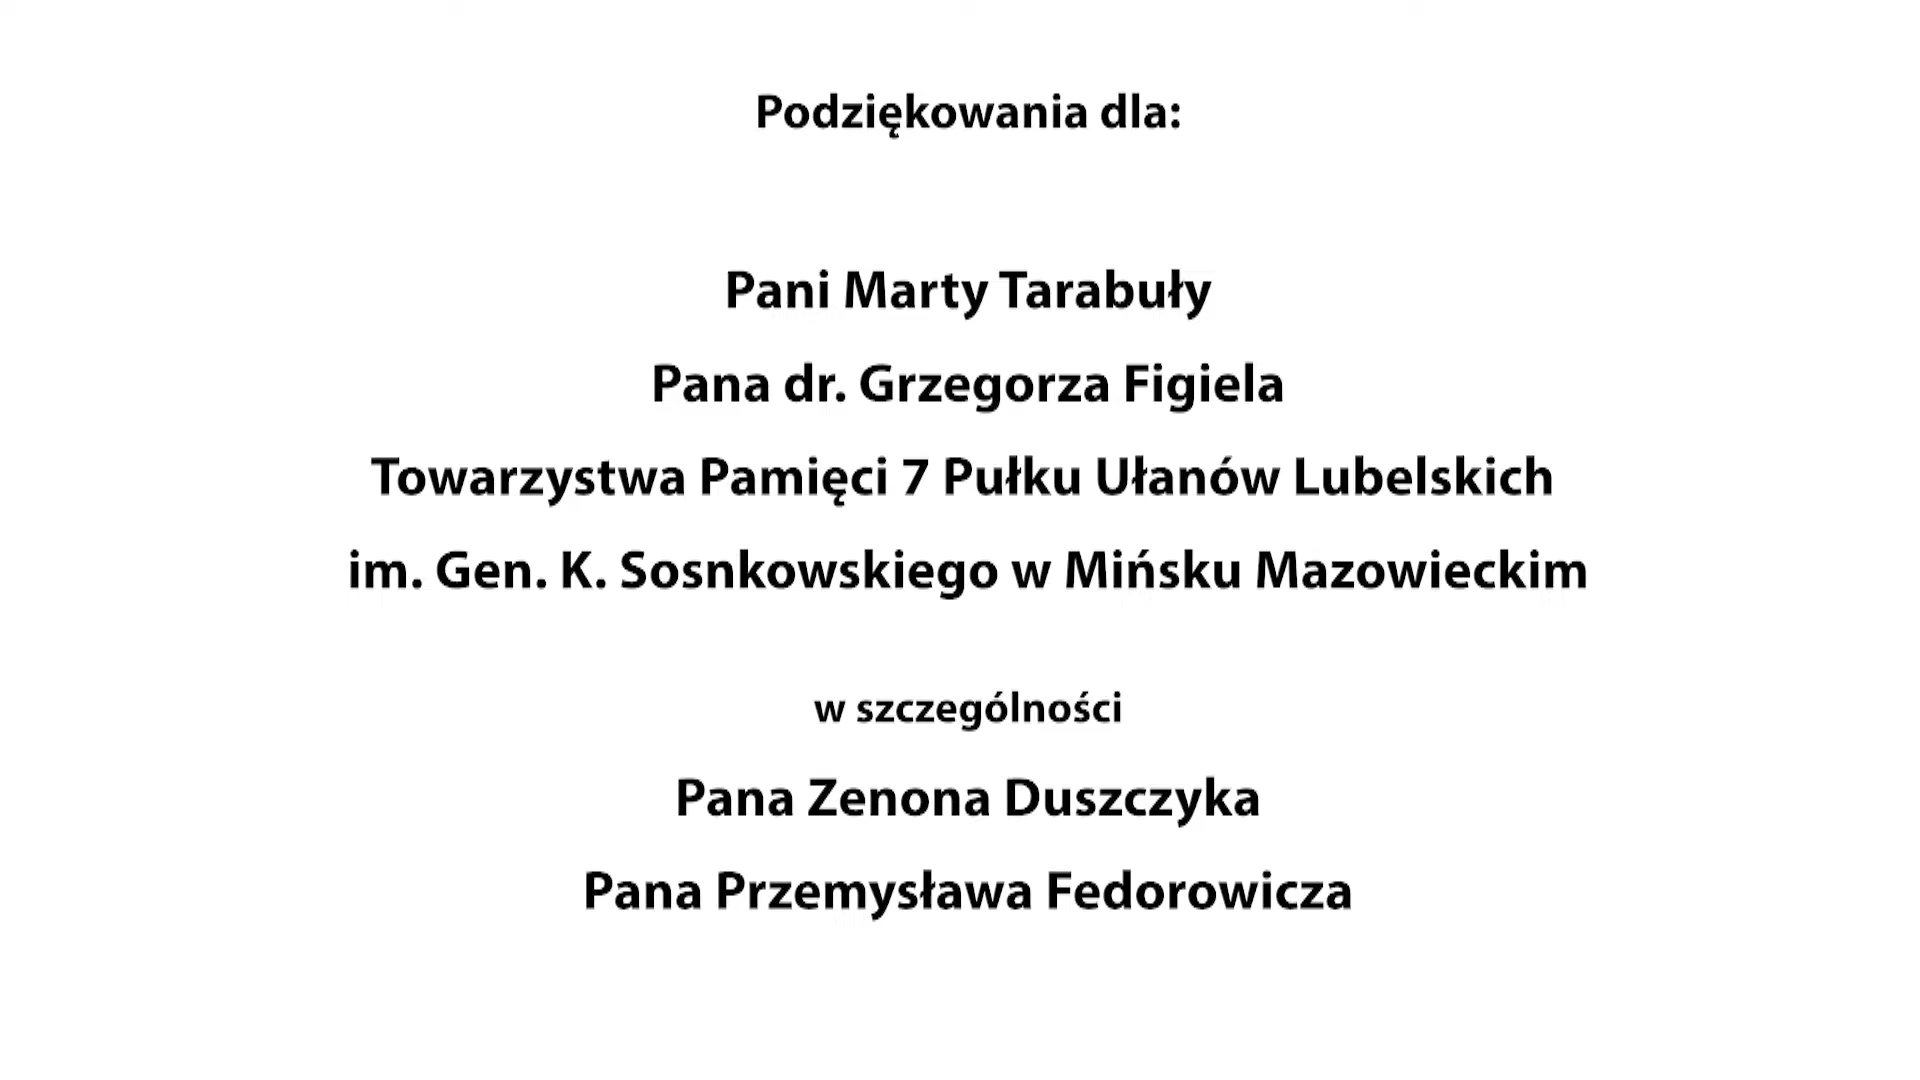 Podziękowania dla:
Pani Marty Tarabuły
Pana dr. Grzegorza Figiela
Towarzystwa Pamięci 7 Pułku Ułanów Lubelskich
im. Gen. K. Sosnkowskiego w Mińsku Mazowieckim
w szczególności
Pana Zenona Duszczyka
Pana Przemysława Fedorowicza